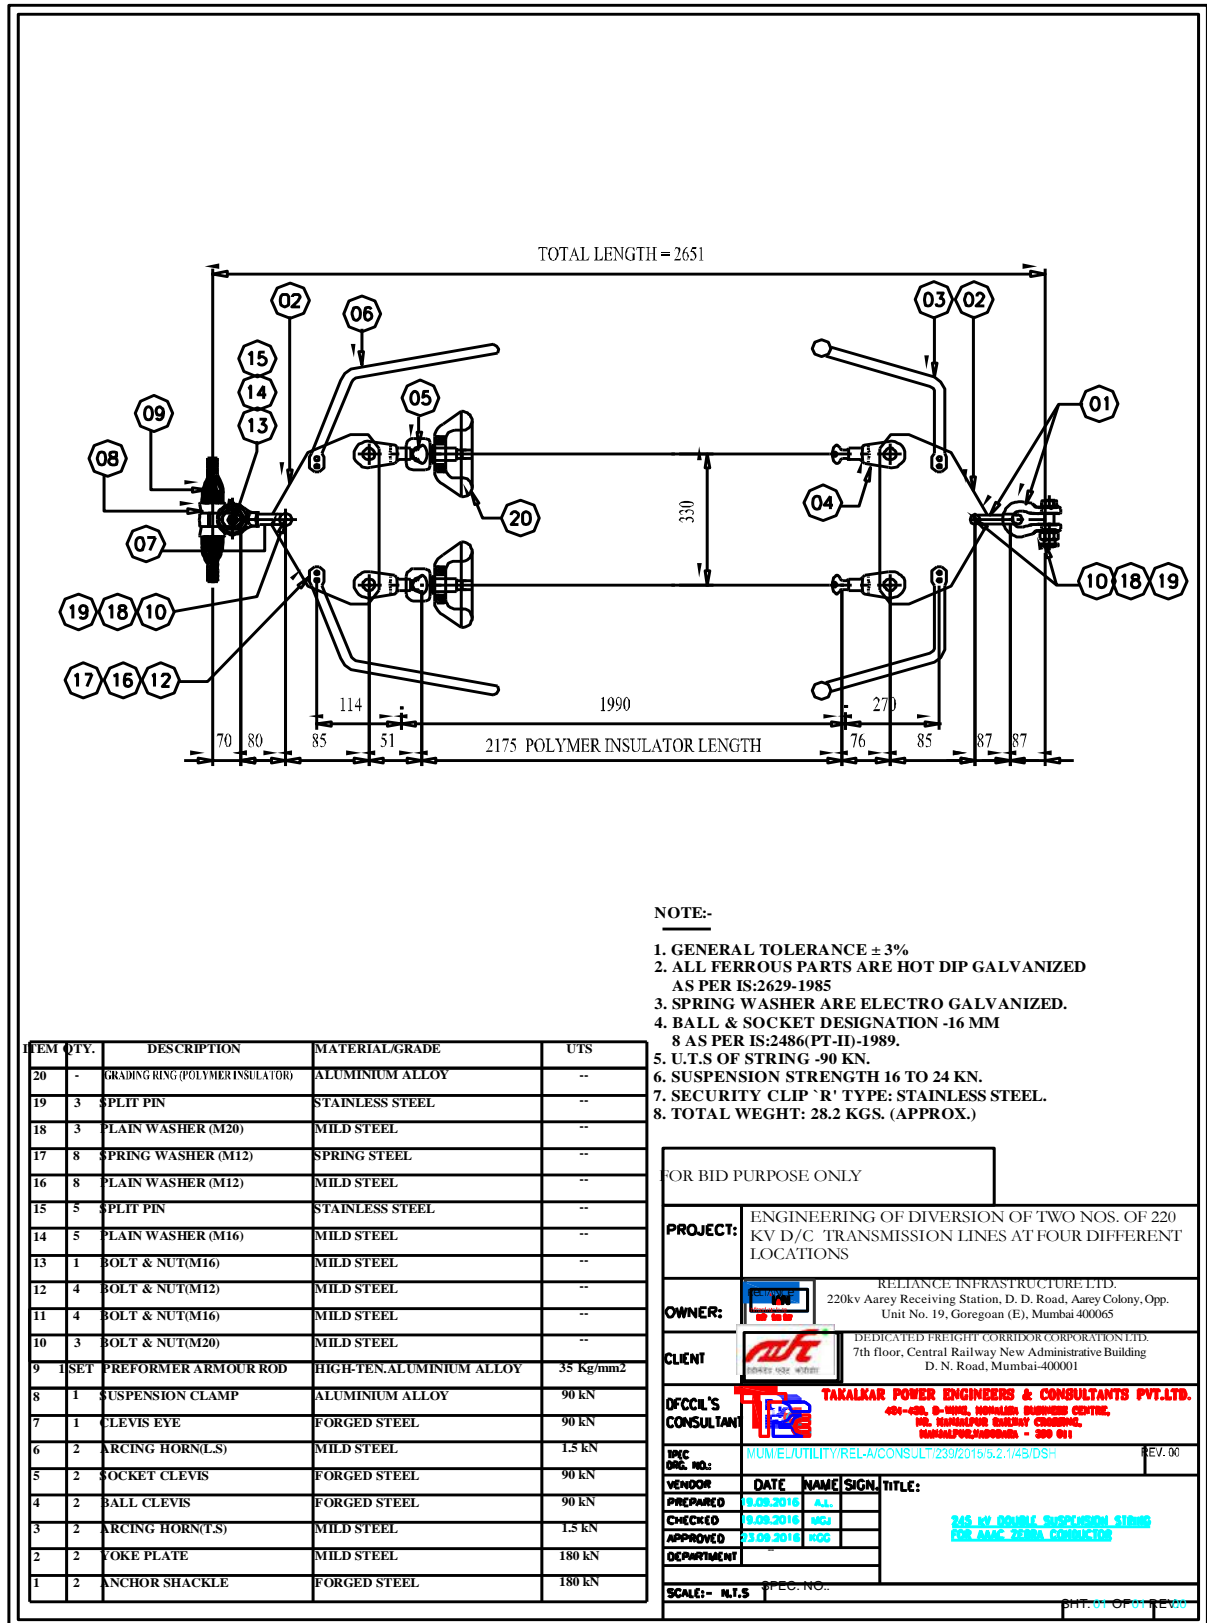 TOTAL LENGTH = 2651
02
06
03 02
15
14
13
05
01
09
08
04
20
07
330
10 18 19
19 18 10
17 16 12
114
1990
270
70
80
85
51
2175 POLYMER INSULATOR LENGTH
76
85
87
87
NOTE:-
1. GENERAL TOLERANCE ± 3%
2. ALL FERROUS PARTS ARE HOT DIP GALVANIZED
AS PER IS:2629-1985
3. SPRING WASHER ARE ELECTRO GALVANIZED.
4. BALL & SOCKET DESIGNATION -16 MM
8 AS PER IS:2486(PT-II)-1989.
5. U.T.S OF STRING -90 KN.
6. SUSPENSION STRENGTH 16 TO 24 KN.
7. SECURITY CLIP `R' TYPE: STAINLESS STEEL.
8. TOTAL WEGHT: 28.2 KGS. (APPROX.)
ITEM QTY. DESCRIPTION MATERIAL/GRADE UTS
20 - GRADING RING (POLYMER INSULATOR) ALUMINIUM ALLOY --
19 3 SPLIT PIN STAINLESS STEEL --
18 3 PLAIN WASHER (M20) MILD STEEL --
17 8 SPRING WASHER (M12) SPRING STEEL --
16 8 PLAIN WASHER (M12) MILD STEEL --
15 5 SPLIT PIN STAINLESS STEEL --
14 5 PLAIN WASHER (M16) MILD STEEL --
13 1 BOLT & NUT(M16) MILD STEEL --
12 4 BOLT & NUT(M12) MILD STEEL --
11 4 BOLT & NUT(M16) MILD STEEL --
10 3 BOLT & NUT(M20) MILD STEEL --
9 1 SET PREFORMER ARMOUR ROD HIGH-TEN.ALUMINIUM ALLOY 35 Kg/mm2
8 1 SUSPENSION CLAMP ALUMINIUM ALLOY 90 kN
7 1 CLEVIS EYE FORGED STEEL 90 kN
6 2 ARCING HORN(L.S) MILD STEEL 1.5 kN
5 2 SOCKET CLEVIS FORGED STEEL 90 kN
4 2 BALL CLEVIS FORGED STEEL 90 kN
3 2 ARCING HORN(T.S) MILD STEEL 1.5 kN
2 2 YOKE PLATE MILD STEEL 180 kN
1 2 ANCHOR SHACKLE FORGED STEEL 180 kN
FOR BID PURPOSE ONLY
PROJECT: ENGINEERING OF DIVERSION OF TWO NOS. OF 220
KV D/C TRANSMISSION LINES AT FOUR DIFFERENT
LOCATIONS
OWNER: RELIANCE INFRASTRUCTURE LTD.
220kv Aarey Receiving Station, D. D. Road, Aarey Colony, Opp.
Unit No. 19, Goregoan (E), Mumbai 400065
CLIENT DEDICATED FREIGHT CORRIDOR CORPORATION LTD.
7th floor, Central Railway New Administrative Building
D. N. Road, Mumbai-400001
DFCCIL'S
CONSULTANT
TAKALKAR POWER ENGINEERS & CONSULTANTS PVT.LTD.
TPEC
DRG. NO.: MUM/EL/UTILITY/REL-A/CONSULT/239/2015/5.2.1/4B/DSH REV. 00
VENDOR DATE NAME SIGN. TITLE:
PREPARED 19.09.2016 A.L.
CHECKED 19.09.2016
APPROVED 23.09.2016
DEPARTMENT
245 kV DOUBLE SUSPENSION STRING
FOR AAAC ZEBRA CONDUCTOR
SCALE:- N.T.S SPEC. NO.:
SHT. 01 OF 01 REV.00